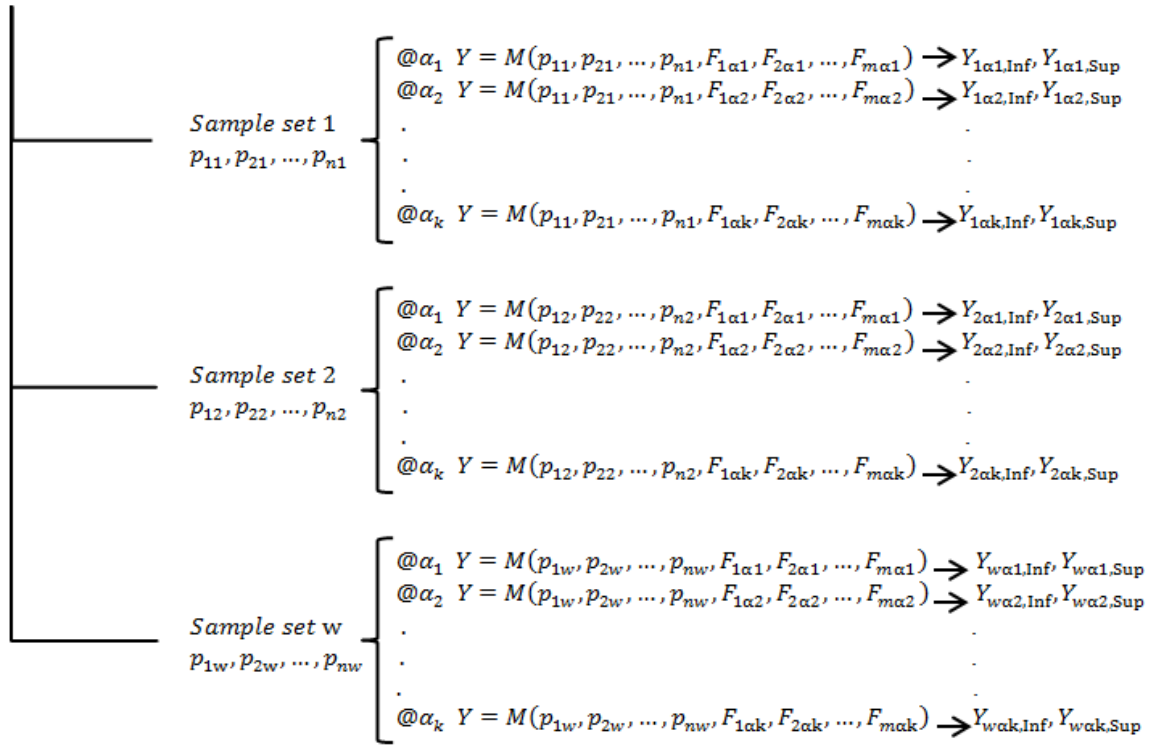 @α₁ Y = M(p₁₁, p₂₁, …, pₙ₁, F₁α₁, F₂α₁, …, Fₘα₁) → Y₁α₁,Inf, Y₁α₁,Sup
@α₂ Y = M(p₁₁, p₂₁, …, pₙ₁, F₁α₂, F₂α₂, …, Fₘα₂) → Y₁α₂,Inf, Y₁α₂,Sup
Sample set 1
p₁₁, p₂₁, …, pₙ₁
@αₖ Y = M(p₁₁, p₂₁, …, pₙ₁, F₁αk, F₂αk, …, Fₘαk) → Y₁αk,Inf, Y₁αk,Sup
@α₁ Y = M(p₁₂, p₂₂, …, pₙ₂, F₁α₁, F₂α₁, …, Fₘα₁) → Y₂α₁,Inf, Y₂α₁,Sup
@α₂ Y = M(p₁₂, p₂₂, …, pₙ₂, F₁α₂, F₂α₂, …, Fₘα₂) → Y₂α₂,Inf, Y₂α₂,Sup
Sample set 2
p₁₂, p₂₂, …, pₙ₂
@αₖ Y = M(p₁₂, p₂₂, …, pₙ₂, F₁αk, F₂αk, …, Fₘαk) → Y₂αk,Inf, Y₂αk,Sup
@α₁ Y = M(p₁w, p₂w, …, pₙw, F₁α₁, F₂α₁, …, Fₘα₁) → Ywα₁,Inf, Ywα₁,Sup
@α₂ Y = M(p₁w, p₂w, …, pₙw, F₁α₂, F₂α₂, …, Fₘα₂) → Ywα₂,Inf, Ywα₂,Sup
Sample set w
p₁w, p₂w, …, pₙw
@αₖ Y = M(p₁w, p₂w, …, pₙw, F₁αk, F₂αk, …, Fₘαk) → Ywαk,Inf, Ywαk,Sup